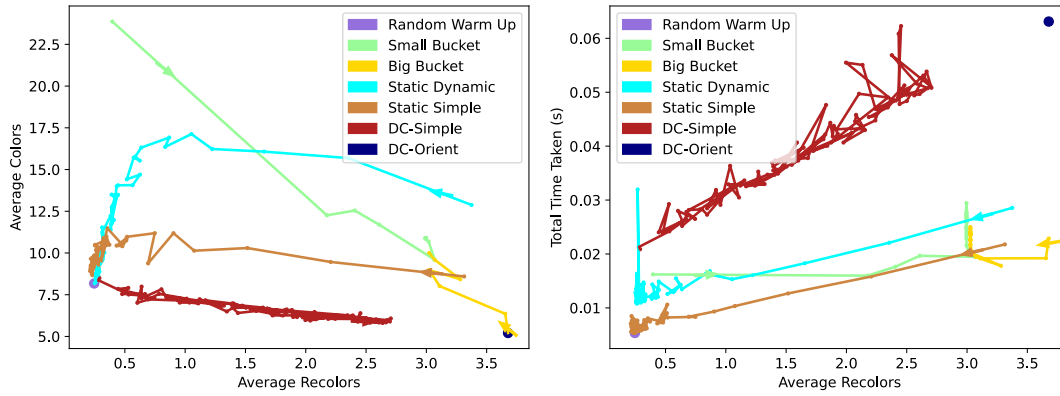 Average Colors
22.5
20.0
17.5
15.0
12.5
10.0
7.5
5.0
0.5 1.0 1.5 2.0 2.5 3.0 3.5
Average Recolors
Random Warm Up
Small Bucket
Big Bucket
Static Dynamic
Static Simple
DC-Simple
DC-Orient
Total Time Taken (s)
0.06
0.05
0.04
0.03
0.02
0.01
0.5 1.0 1.5 2.0 2.5 3.0 3.5
Average Recolors
Random Warm Up
Small Bucket
Big Bucket
Static Dynamic
Static Simple
DC-Simple
DC-Orient